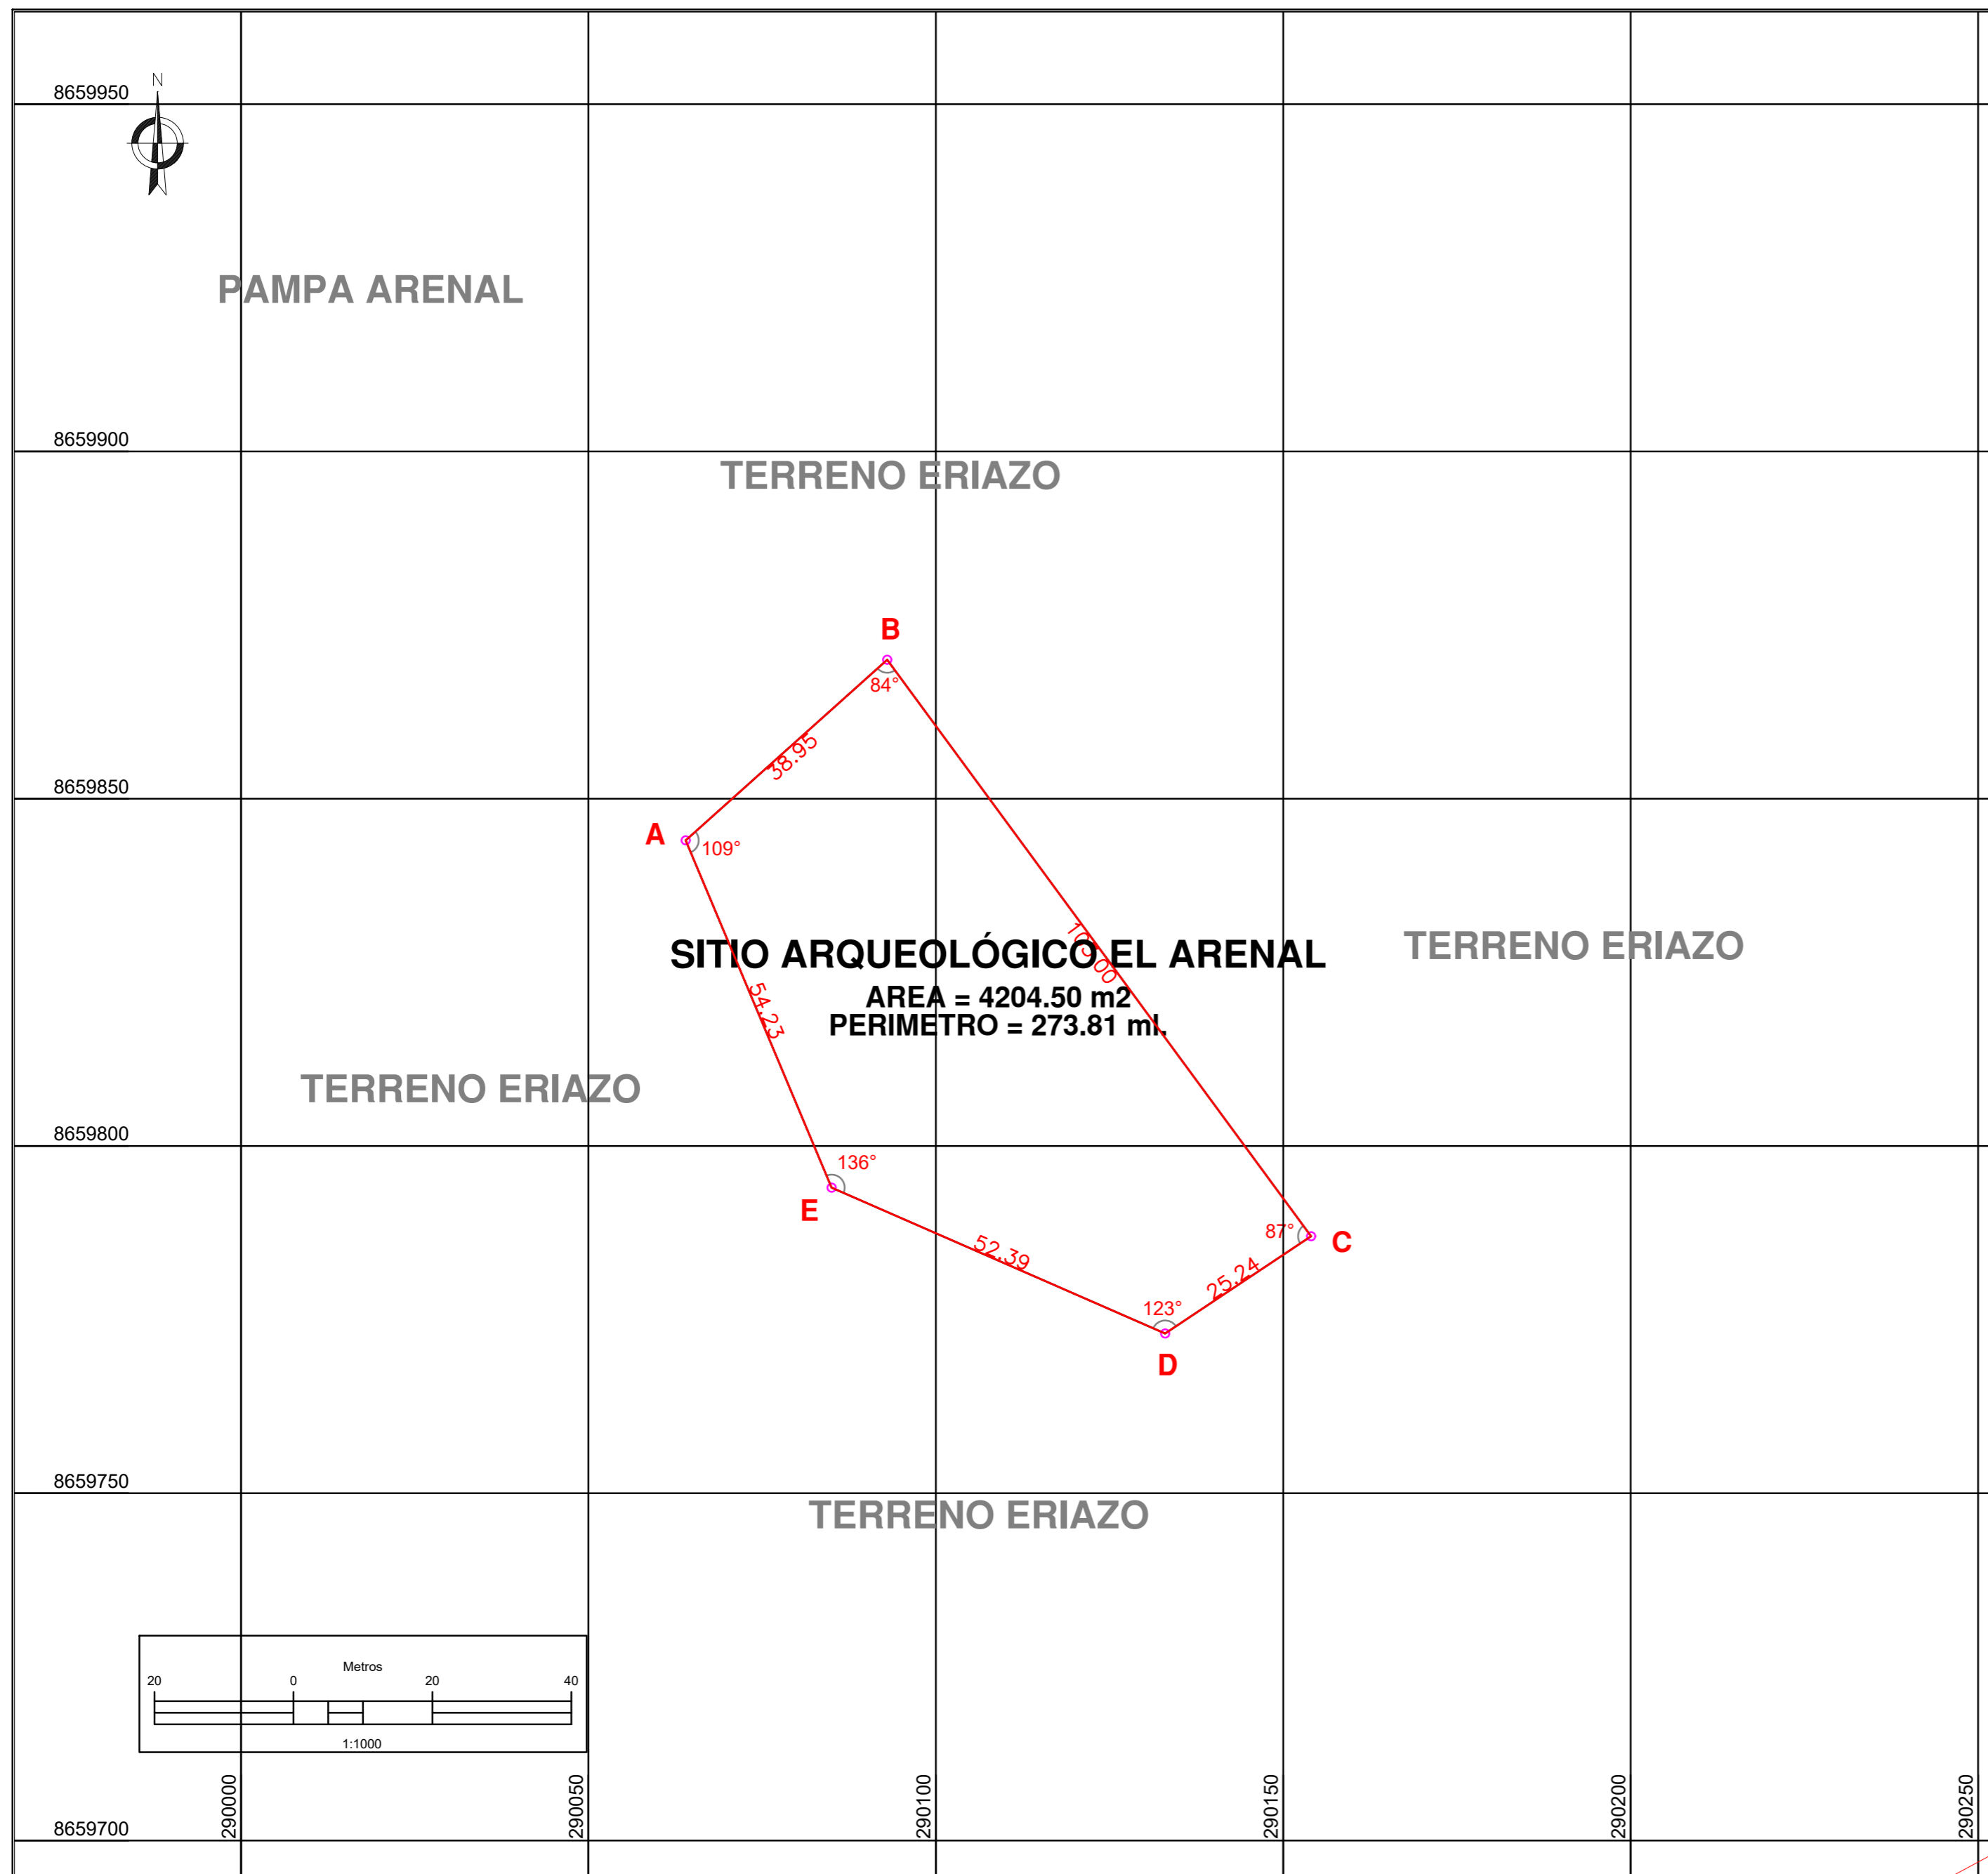 N
8659950
PAMPA ARENAL
8659900
TERRENO ERIAZO
B
84°
38.95
8659850
A
109°
103.00
SITIO ARQUEOLÓGICO EL ARENAL
TERRENO ERIAZO
AREA = 4204.50 m2
PERIMETRO = 273.81 ml.
54.23
TERRENO ERIAZO
8659800
136°
E
87°
C
52.39
25.24
123°
D
8659750
TERRENO ERIAZO
Metros
20 0 20 40
1:1000
290000 290050 290100 290150 290200 290250
8659700